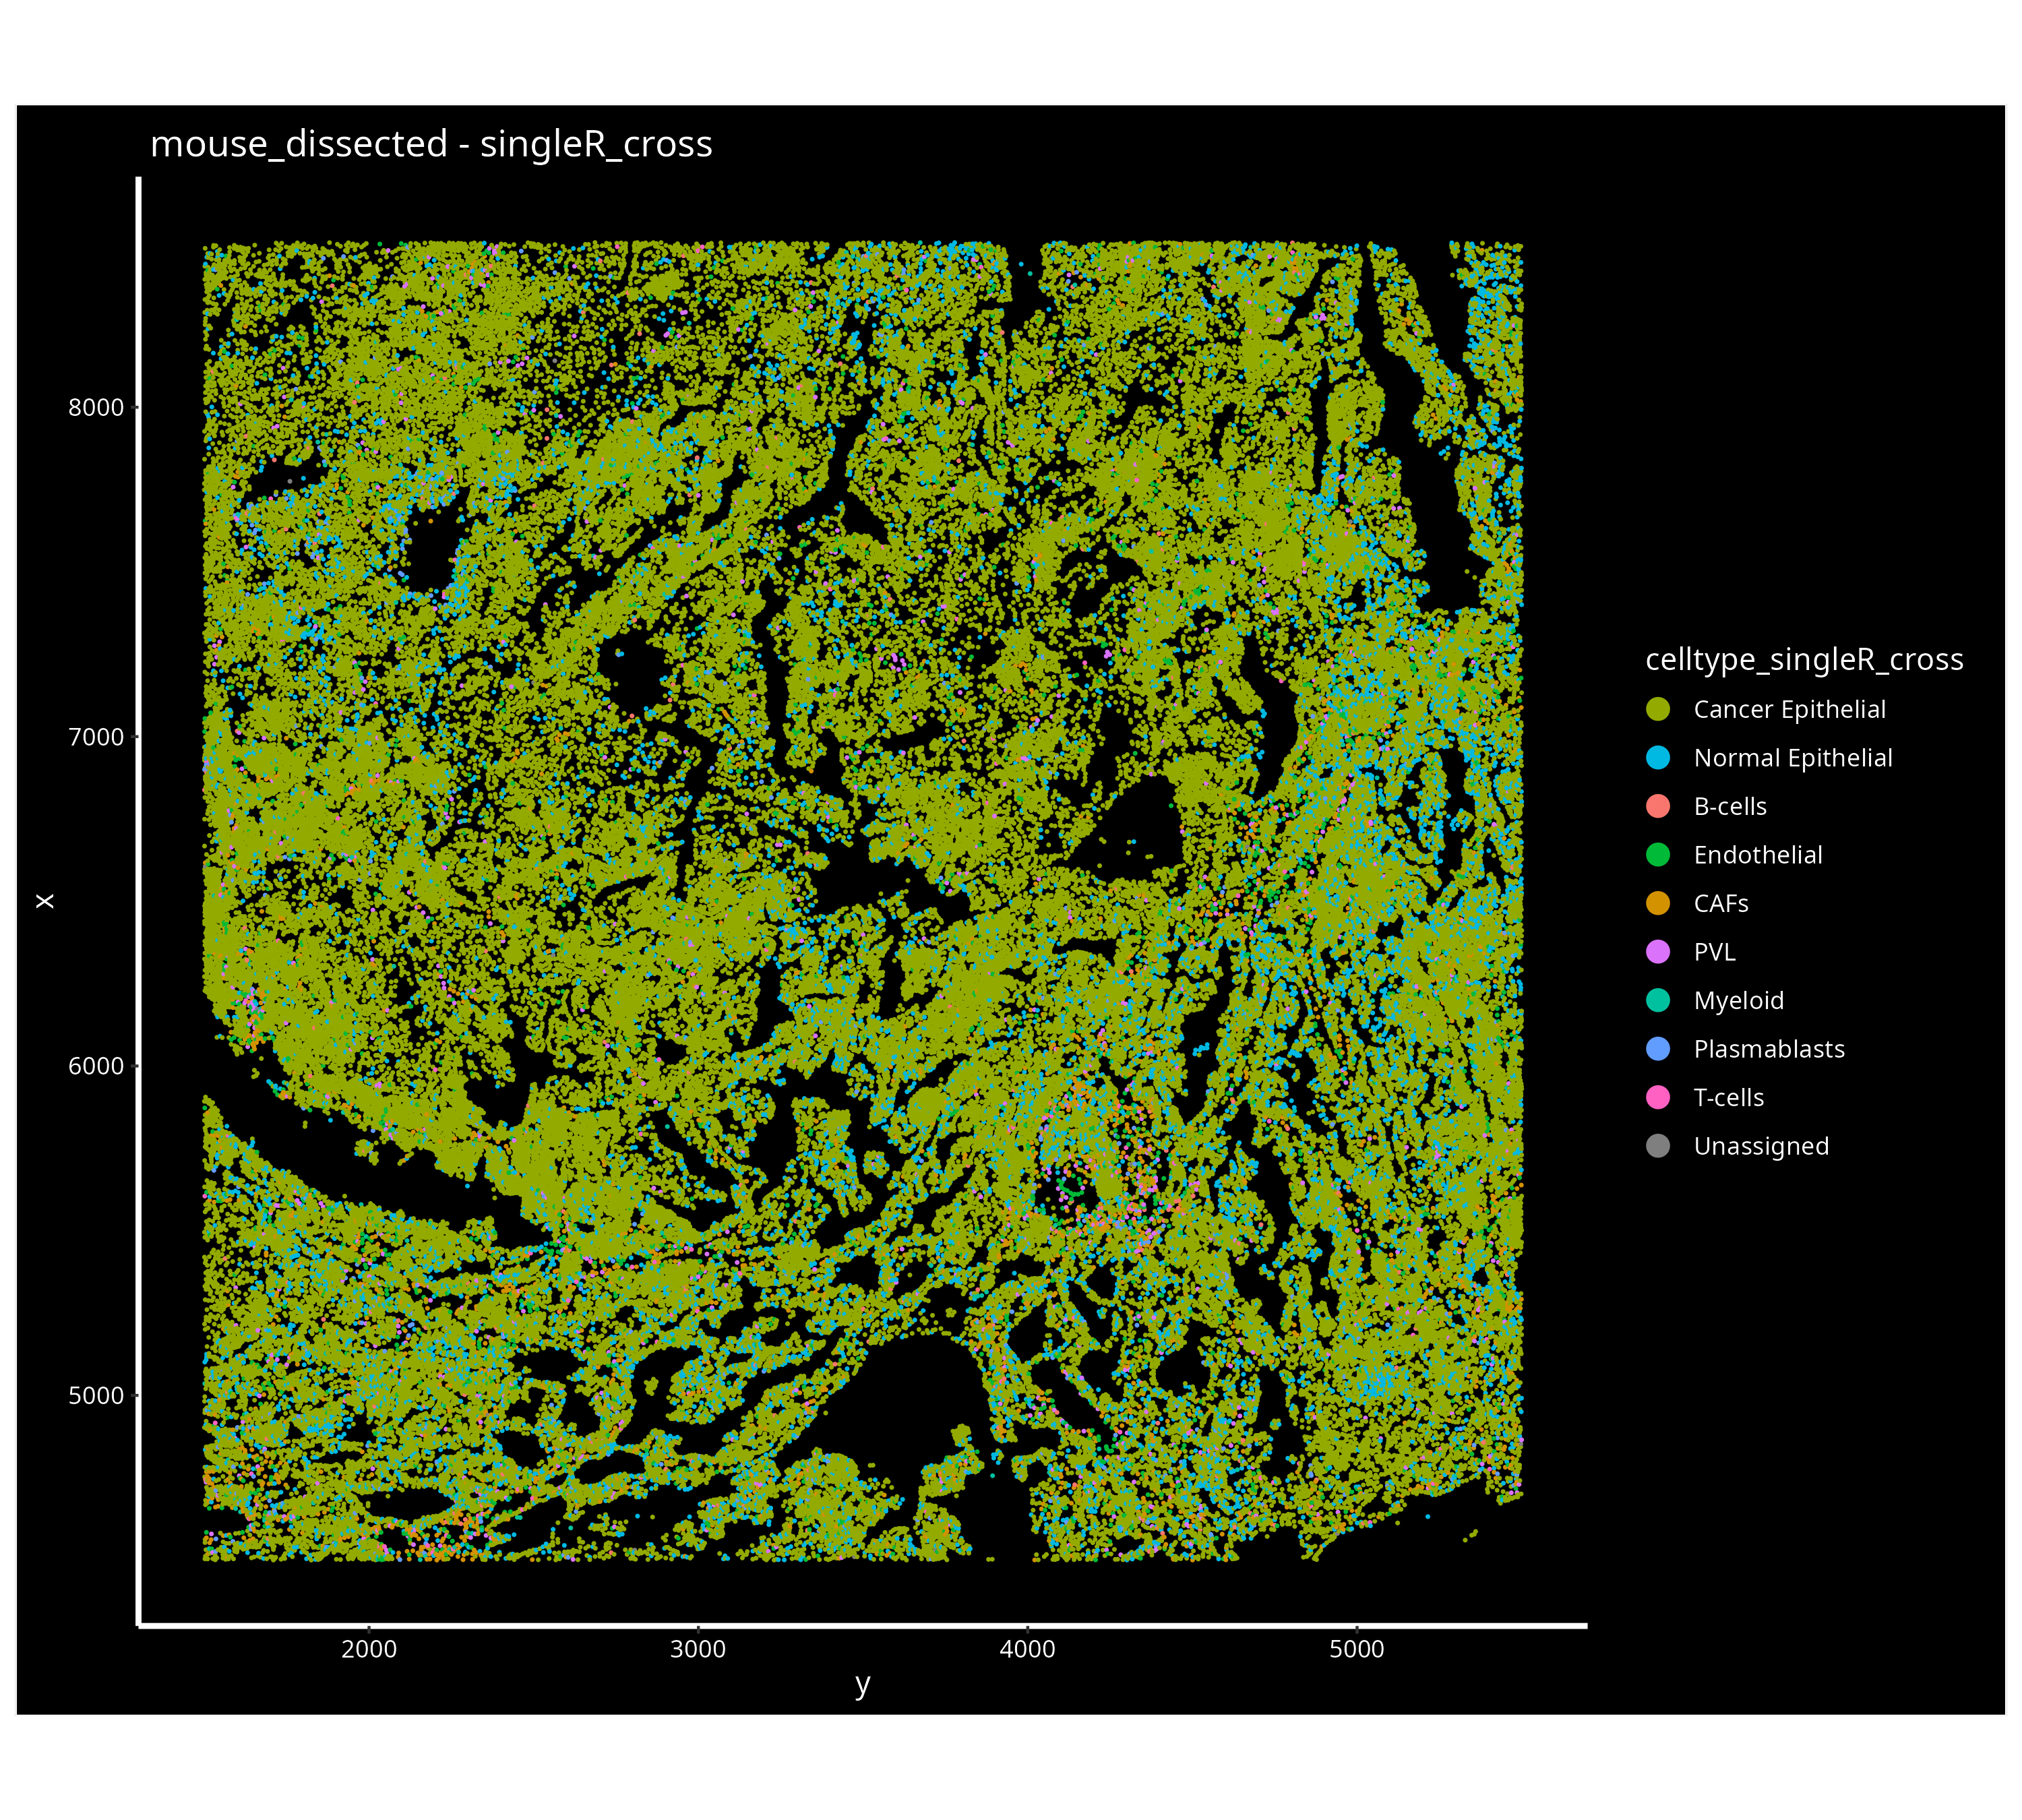 mouse_dissected - singleR_cross
x
8000
7000
6000
5000
2000
3000
4000
5000
y
celltype_singleR_cross
Cancer Epithelial
Normal Epithelial
B-cells
Endothelial
CAFs
PVL
Myeloid
Plasmablasts
T-cells
Unassigned